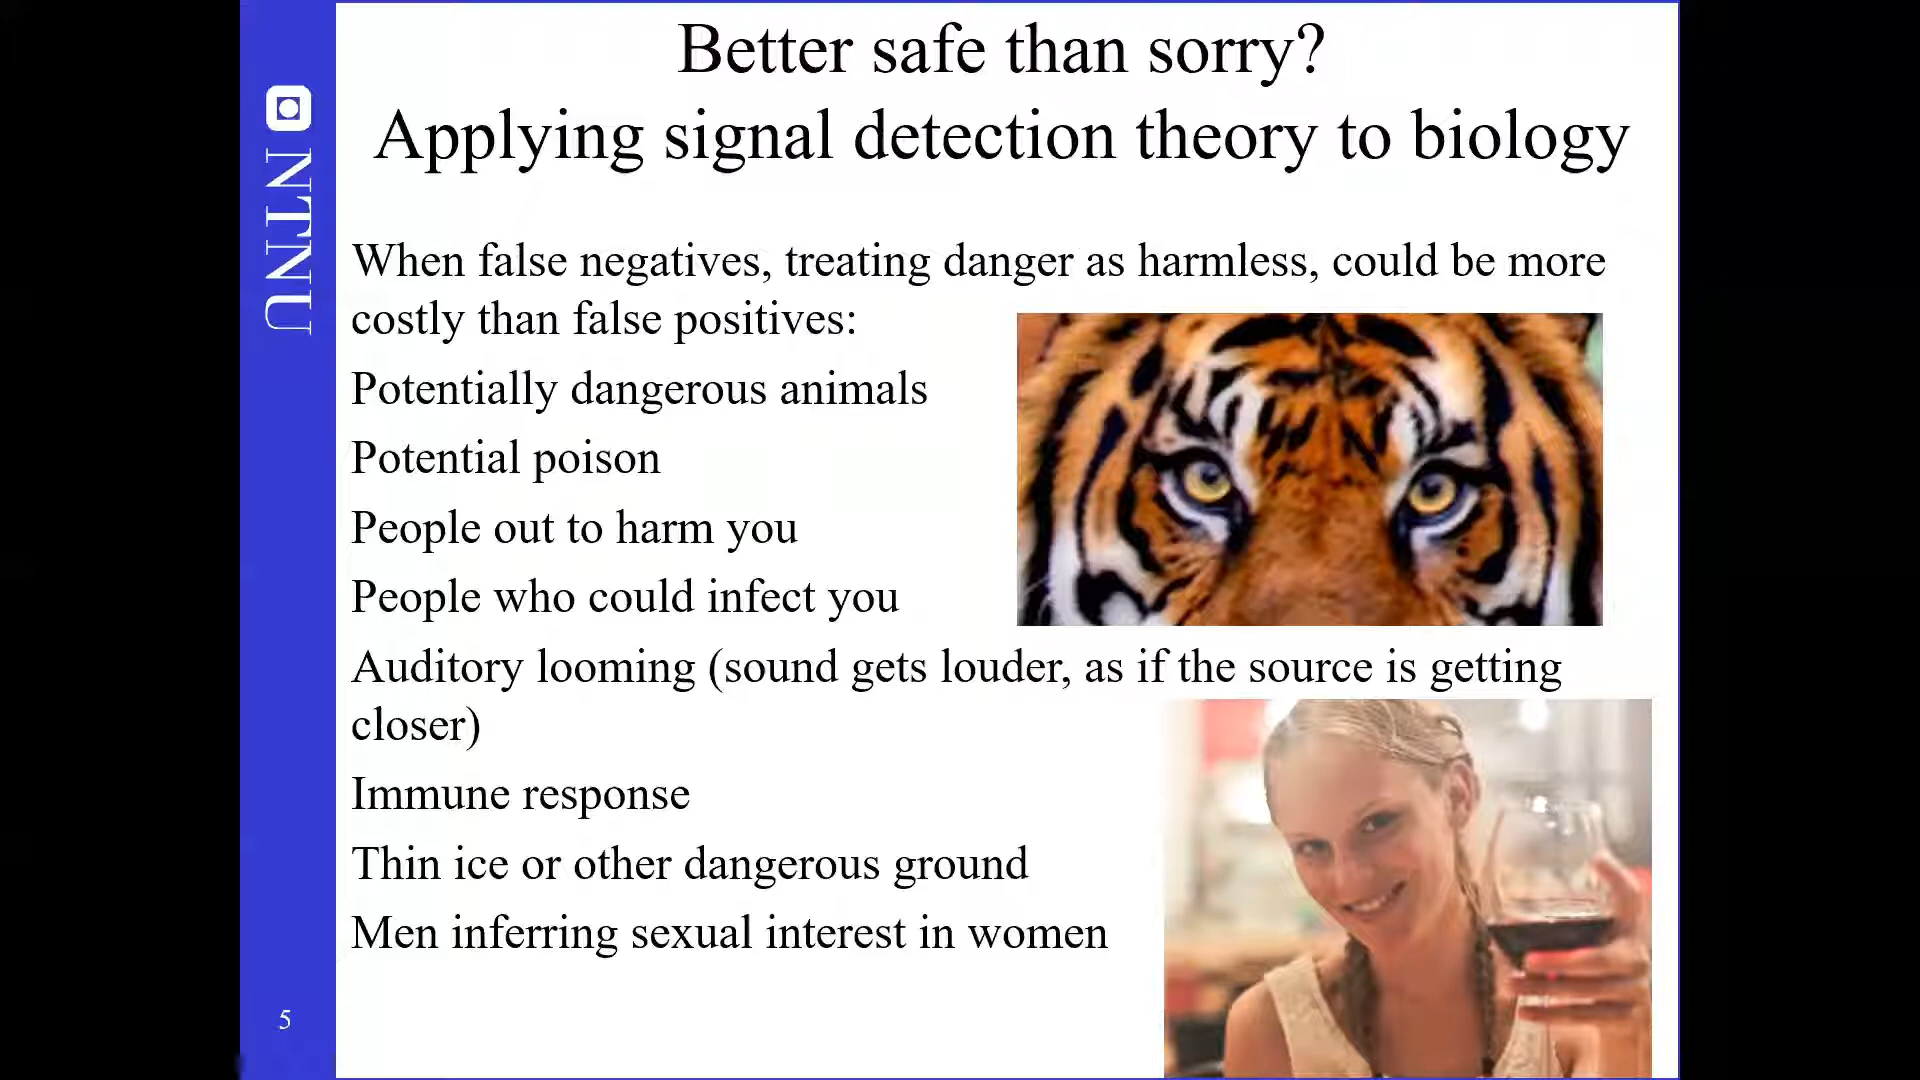 Better safe than sorry?
Applying signal detection theory to biology
NTNU
When false negatives, treating danger as harmless, could be more
costly than false positives:
Potentially dangerous animals
Potential poison
People out to harm you
People who could infect you
Auditory looming (sound gets louder, as if the source is getting
closer)
Immune response
Thin ice or other dangerous ground
Men inferring sexual interest in women
5